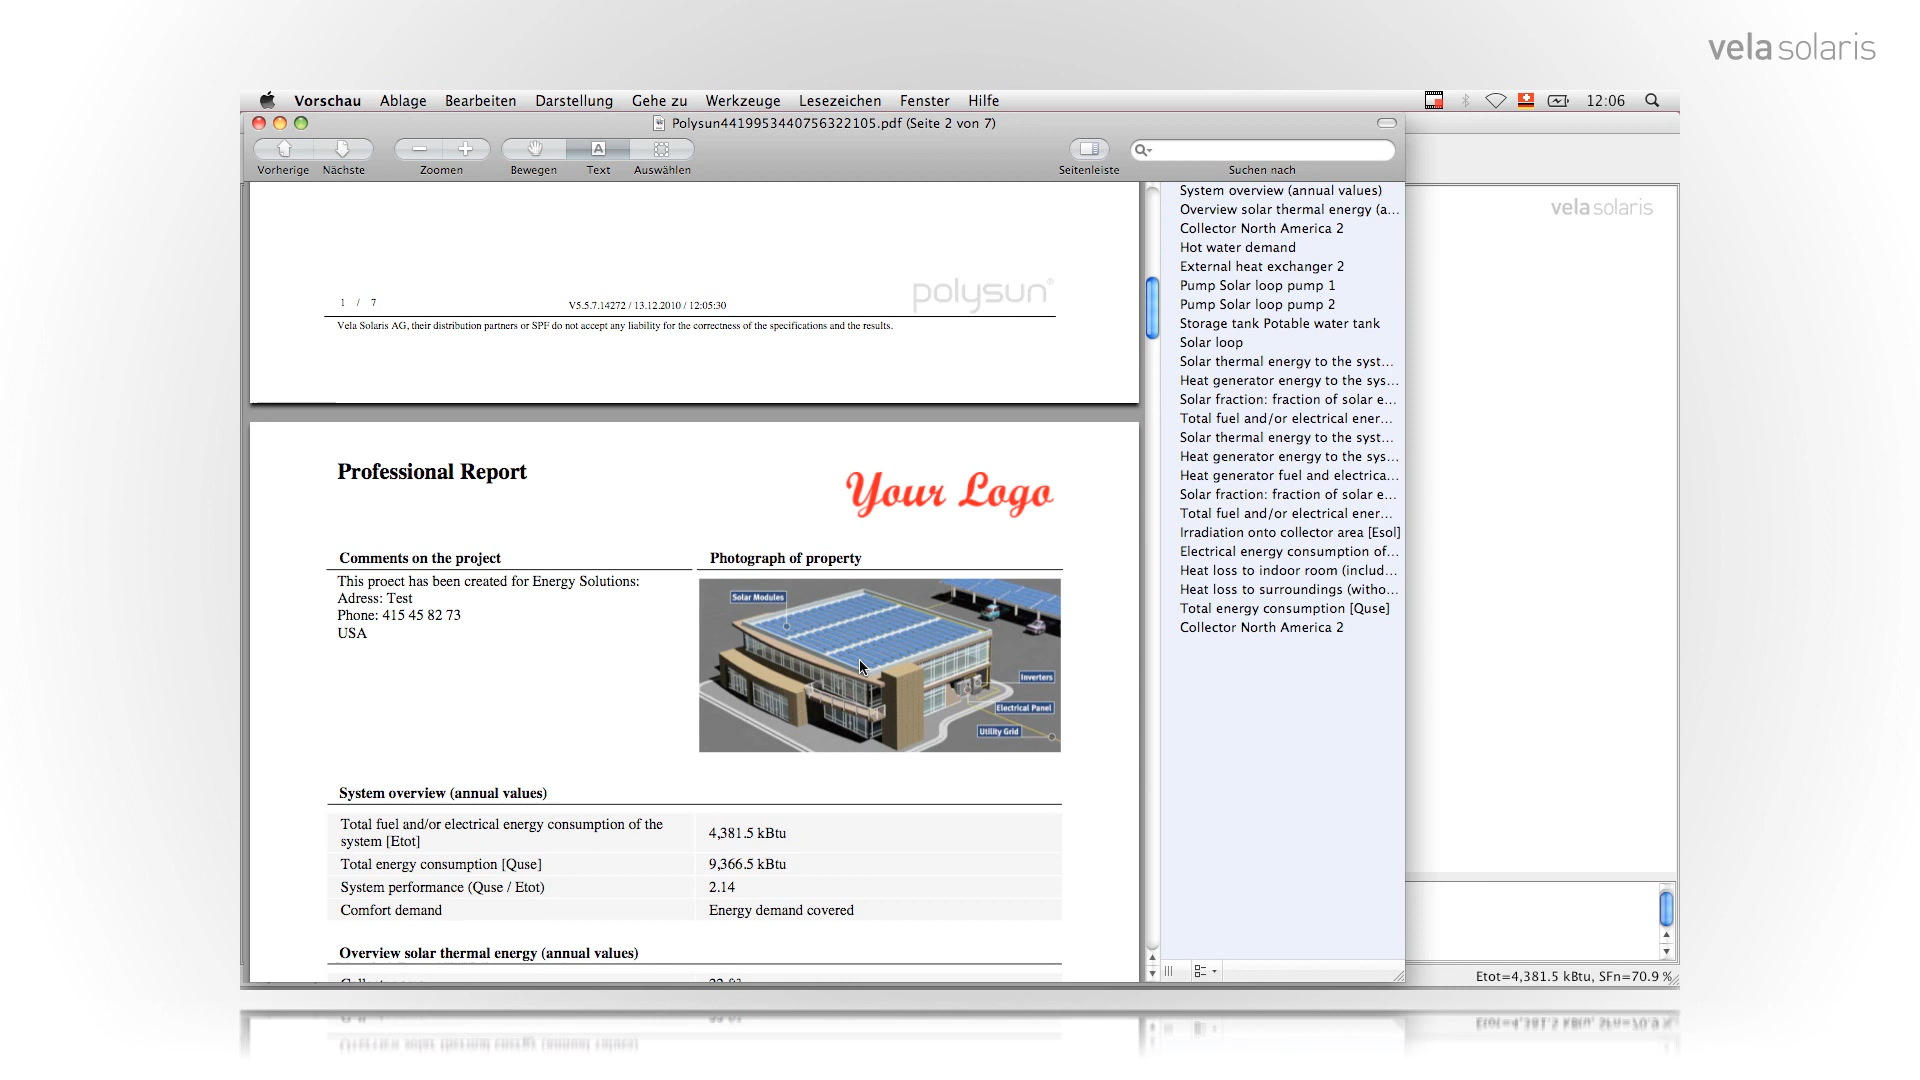 vela solaris
Vorschau Ablage Bearbeiten Darstellung Gehe zu Werkzeuge Lesezeichen Fenster Hilfe 12:06
Polysun4419953440756322105.pdf (Seite 2 von 7)
Vorherige Nächste Zoomen Bewegen Text Auswählen Seitenleiste Suchen nach
1 / 7
V5.5.7.14272 / 13.12.2010 / 12:05:30
polysun®
Vela Solaris AG, their distribution partners or SPF do not accept any liability for the correctness of the specifications and the results.
Professional Report
Your Logo
Comments on the project
This proect has been created for Energy Solutions:
Adress: Test
Phone: 415 45 82 73
USA
Photograph of property
Solar Modules
Inverters
Electrical Panel
Utility Grid
System overview (annual values)
Total fuel and/or electrical energy consumption of the
system [Etot]
4,381.5 kBtu
Total energy consumption [Quse] 9,366.5 kBtu
System performance (Quse / Etot) 2.14
Comfort demand Energy demand covered
Overview solar thermal energy (annual values)
System overview (annual values)
Overview solar thermal energy (a...
Collector North America 2
Hot water demand
External heat exchanger 2
Pump Solar loop pump 1
Pump Solar loop pump 2
Storage tank Potable water tank
Solar loop
Solar thermal energy to the syst...
Heat generator energy to the sys...
Solar fraction: fraction of solar e...
Total fuel and/or electrical ener...
Solar thermal energy to the syst...
Heat generator energy to the sys...
Heat generator fuel and electrica...
Solar fraction: fraction of solar e...
Total fuel and/or electrical ener...
Irradiation onto collector area [Esol]
Electrical energy consumption of...
Heat loss to indoor room (includ...
Heat loss to surroundings (witho...
Total energy consumption [Quse]
Collector North America 2
vela solaris
Etot=4,381.5 kBtu, SFn=70.9 %